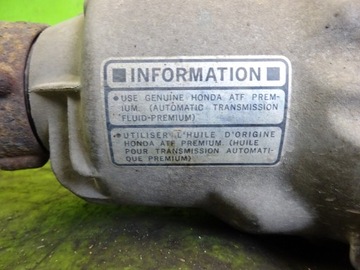 INFORMATION
• USE GENUINE HONDA ATF PREM-
IUM. (AUTOMATIC TRANSMISSION
FLUID-PREMIUM)
• UTILISER L'HUILE D'ORIGINE
HONDA ATF PREMIUM. (HUILE
POUR TRANSMISSION AUTOMATI-
QUE PREMIUM)